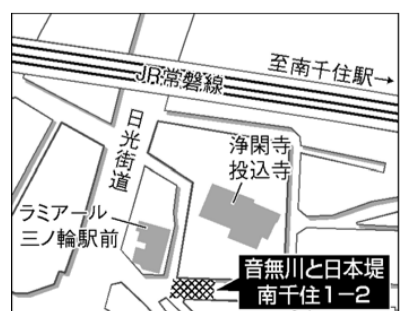 JR常磐線
至南千住駅→
日光街道
浄閑寺
投込寺
ラミアール
三ノ輪駅前
音無川と日本堤
南千住1−2